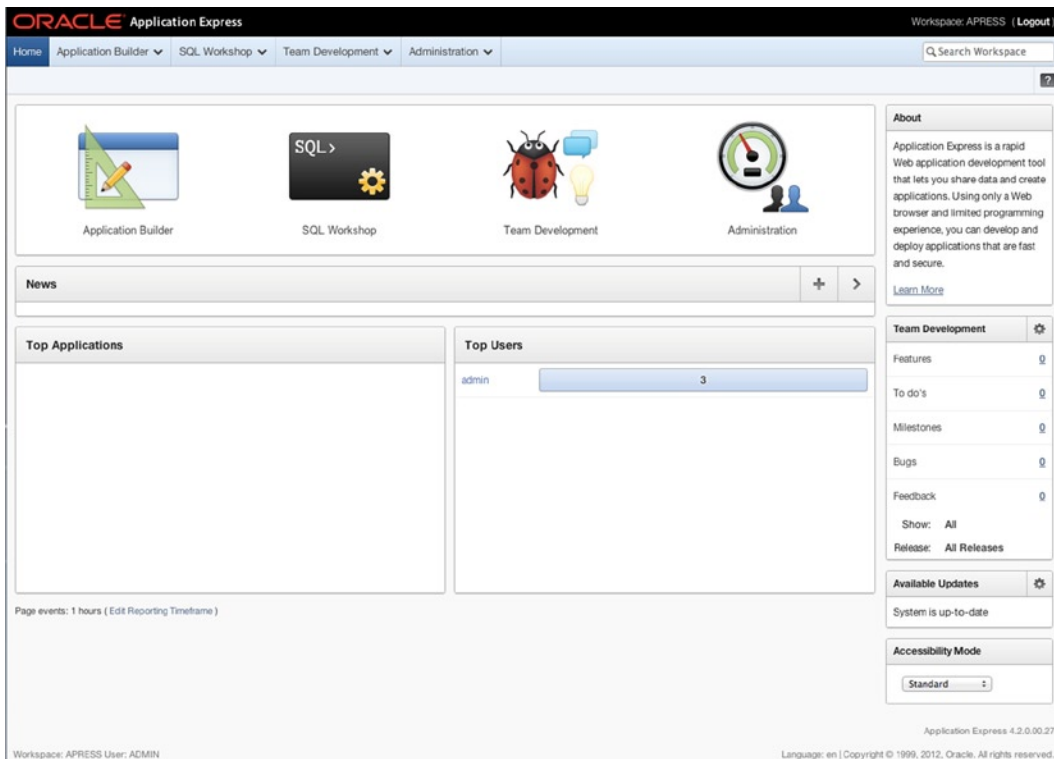 ORACLE Application Express
Workspace: APRESS (Logout)
Home Application Builder SQL Workshop Team Development Administration
Search Workspace
?
SQL>
Application Builder SQL Workshop Team Development Administration
News
Top Applications
Top Users
admin 3
Page events: 1 hours ( Edit Reporting Timeframe )
About
Application Express is a rapid
Web application development tool
that lets you share data and create
applications. Using only a Web
browser and limited programming
experience, you can develop and
deploy applications that are fast
and secure.
Learn More
Team Development
Features 0
To do's 0
Milestones 0
Bugs 0
Feedback 0
Show: All
Release: All Releases
Available Updates
System is up-to-date
Accessibility Mode
Standard
Application Express 4.2.0.00.27
Workspace: APRESS User: ADMIN
Language: en | Copyright © 1999, 2012, Oracle. All rights reserved.